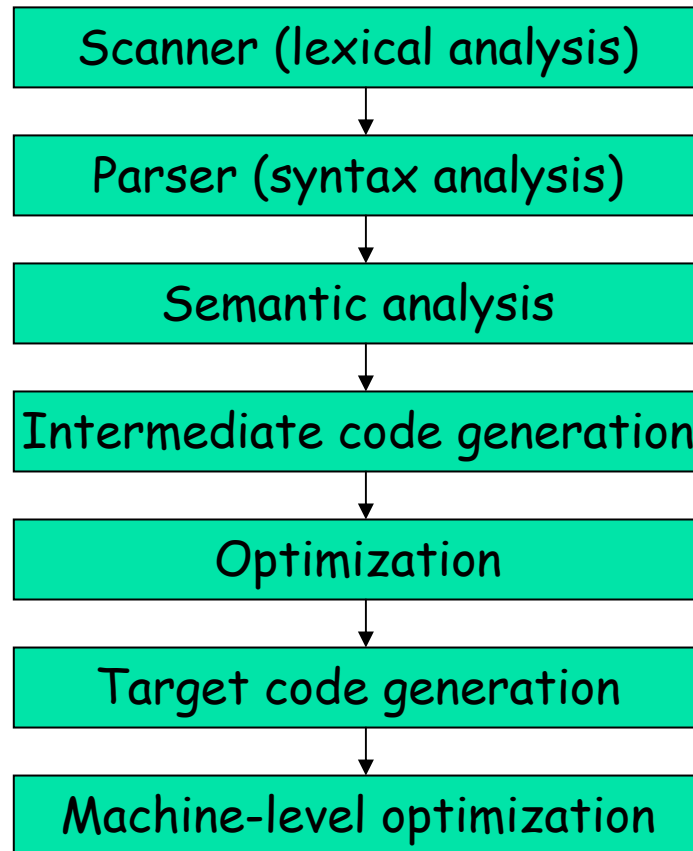 Scanner (lexical analysis)
Parser (syntax analysis)
Semantic analysis
Intermediate code generation
Optimization
Target code generation
Machine-level optimization